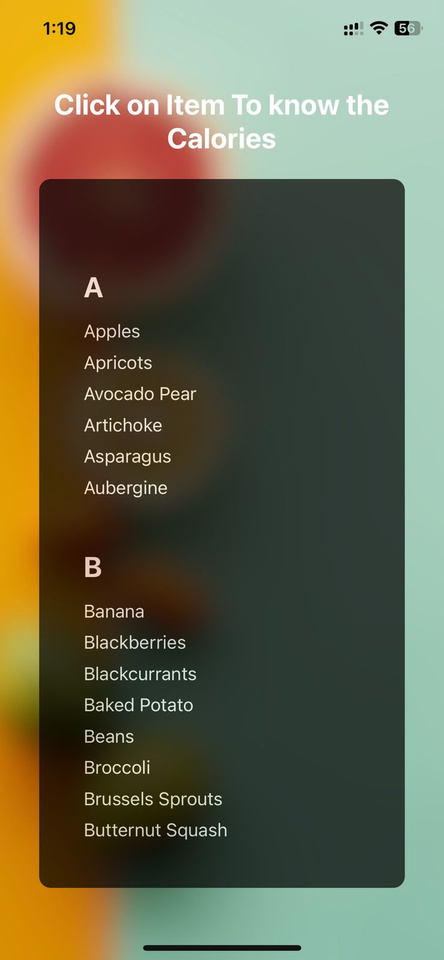 1:19
56
Click on Item To know the
Calories
A
Apples
Apricots
Avocado Pear
Artichoke
Asparagus
Aubergine
B
Banana
Blackberries
Blackcurrants
Baked Potato
Beans
Broccoli
Brussels Sprouts
Butternut Squash